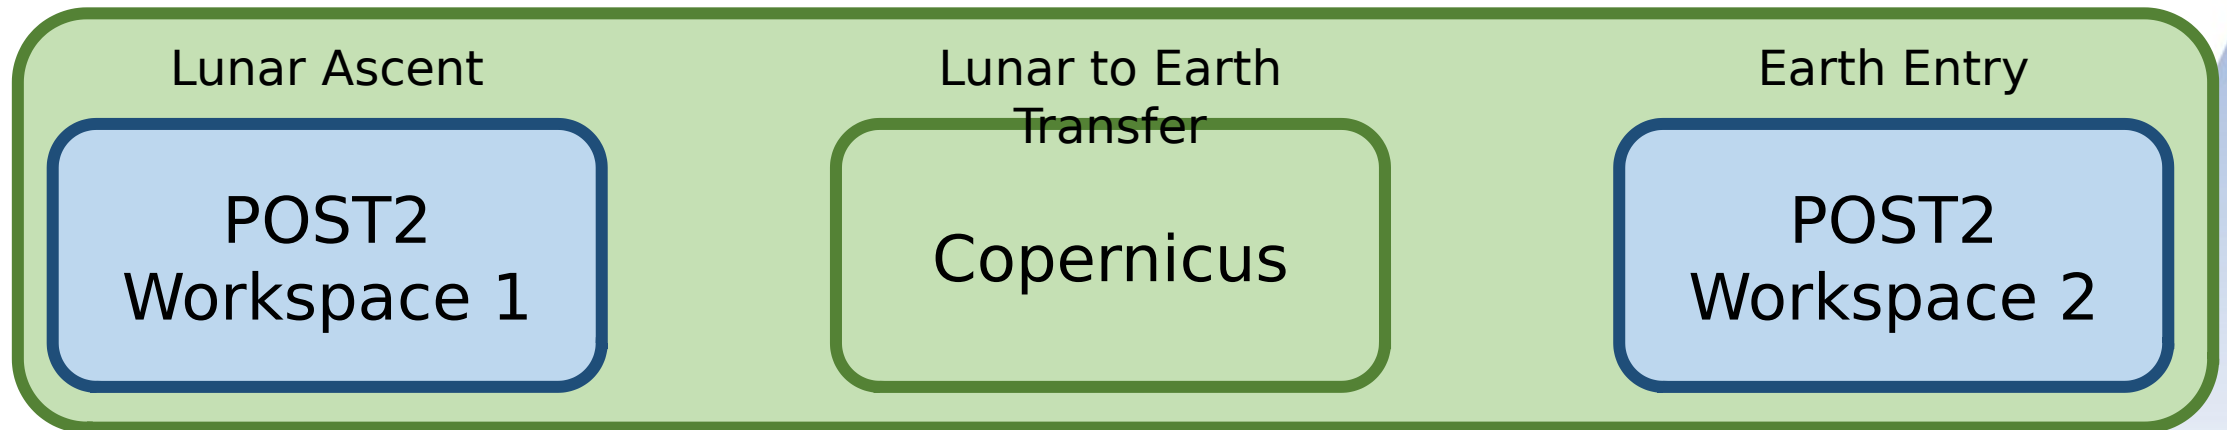 Lunar Ascent
POST2
Workspace 1
Lunar to Earth
Transfer
Copernicus
Earth Entry
POST2
Workspace 2